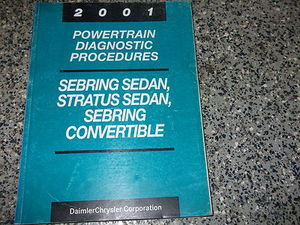 2001
POWERTRAIN
DIAGNOSTIC
PROCEDURES
SEBRING SEDAN,
STRATUS SEDAN,
SEBRING
CONVERTIBLE
DaimlerChrysler Corporation